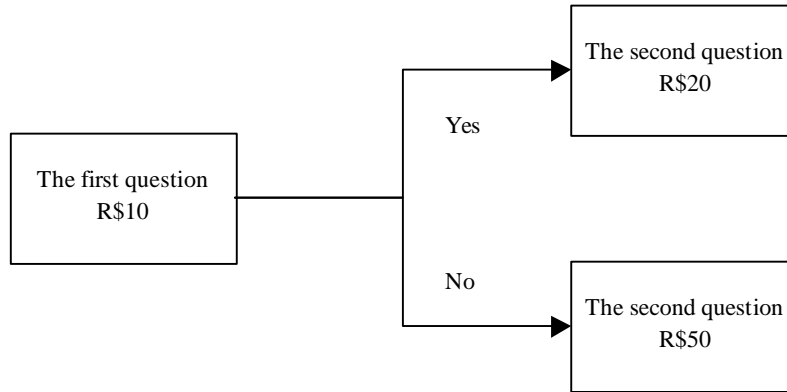 The first question
R$10
Yes
The second question
R$20
No
The second question
R$50